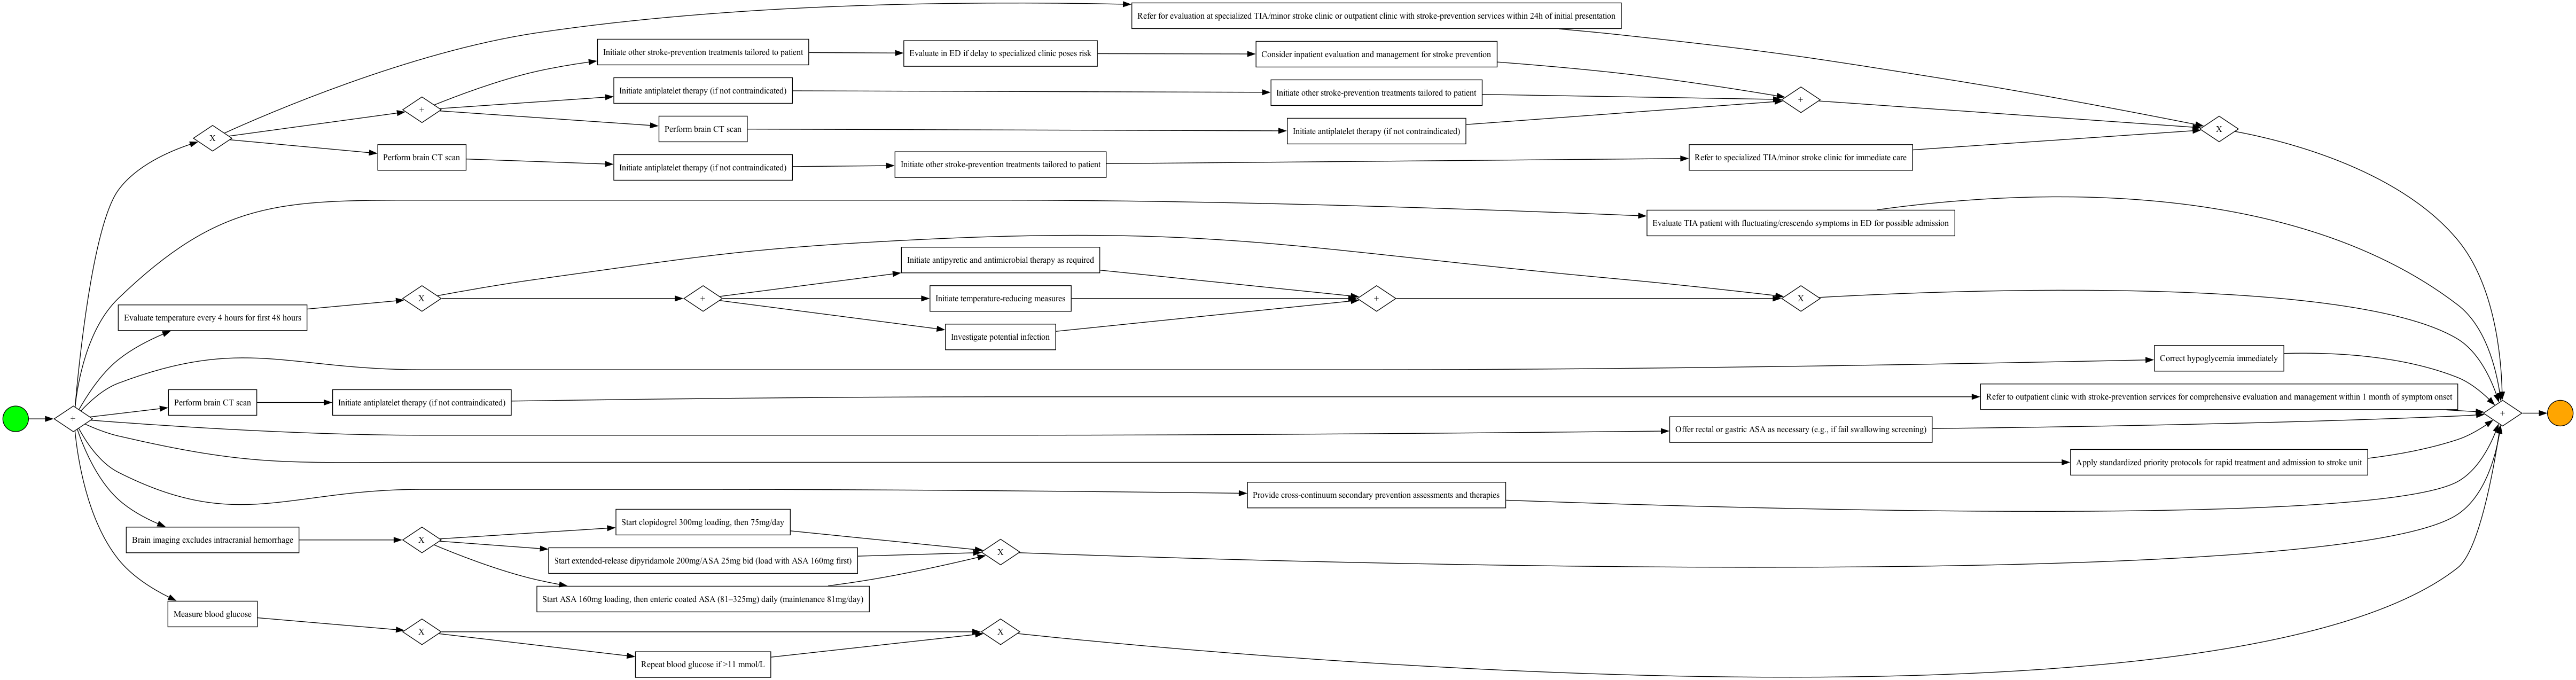 Refer for evaluation at specialized TIA/minor stroke clinic or outpatient clinic with stroke-prevention services within 24h of initial presentation
Initiate other stroke-prevention treatments tailored to patient
Evaluate in ED if delay to specialized clinic poses risk
Consider inpatient evaluation and management for stroke prevention
+
Initiate antiplatelet therapy (if not contraindicated)
Initiate other stroke-prevention treatments tailored to patient
+
X
Perform brain CT scan
Initiate antiplatelet therapy (if not contraindicated)
X
Perform brain CT scan
Initiate antiplatelet therapy (if not contraindicated)
Initiate other stroke-prevention treatments tailored to patient
Refer to specialized TIA/minor stroke clinic for immediate care
Evaluate TIA patient with fluctuating/crescendo symptoms in ED for possible admission
Evaluate temperature every 4 hours for first 48 hours
X
+
Initiate antipyretic and antimicrobial therapy as required
Initiate temperature-reducing measures
Investigate potential infection
+
X
Correct hypoglycemia immediately
+
Perform brain CT scan
Initiate antiplatelet therapy (if not contraindicated)
Refer to outpatient clinic with stroke-prevention services for comprehensive evaluation and management within 1 month of symptom onset
+
Offer rectal or gastric ASA as necessary (e.g., if fail swallowing screening)
Apply standardized priority protocols for rapid treatment and admission to stroke unit
Provide cross-continuum secondary prevention assessments and therapies
Brain imaging excludes intracranial hemorrhage
X
Start clopidogrel 300mg loading, then 75mg/day
Start extended-release dipyridamole 200mg/ASA 25mg bid (load with ASA 160mg first)
Start ASA 160mg loading, then enteric coated ASA (81–325mg) daily (maintenance 81mg/day)
X
Measure blood glucose
X
Repeat blood glucose if >11 mmol/L
X